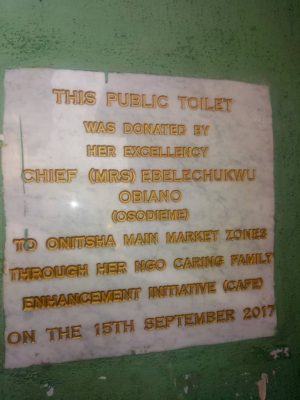 THIS PUBLIC TOILET
WAS DONATED BY
HER EXCELLENCY
CHIEF (MRS) EBELECHUKWU
OBIANO
(OSODIEME)
TO ONITSHA MAIN MARKET ZONES
THROUGH HER NGO CARING FAMILY
ENHANCEMENT INITIATIVE (CAFE)
ON THE 15TH SEPTEMBER 2017